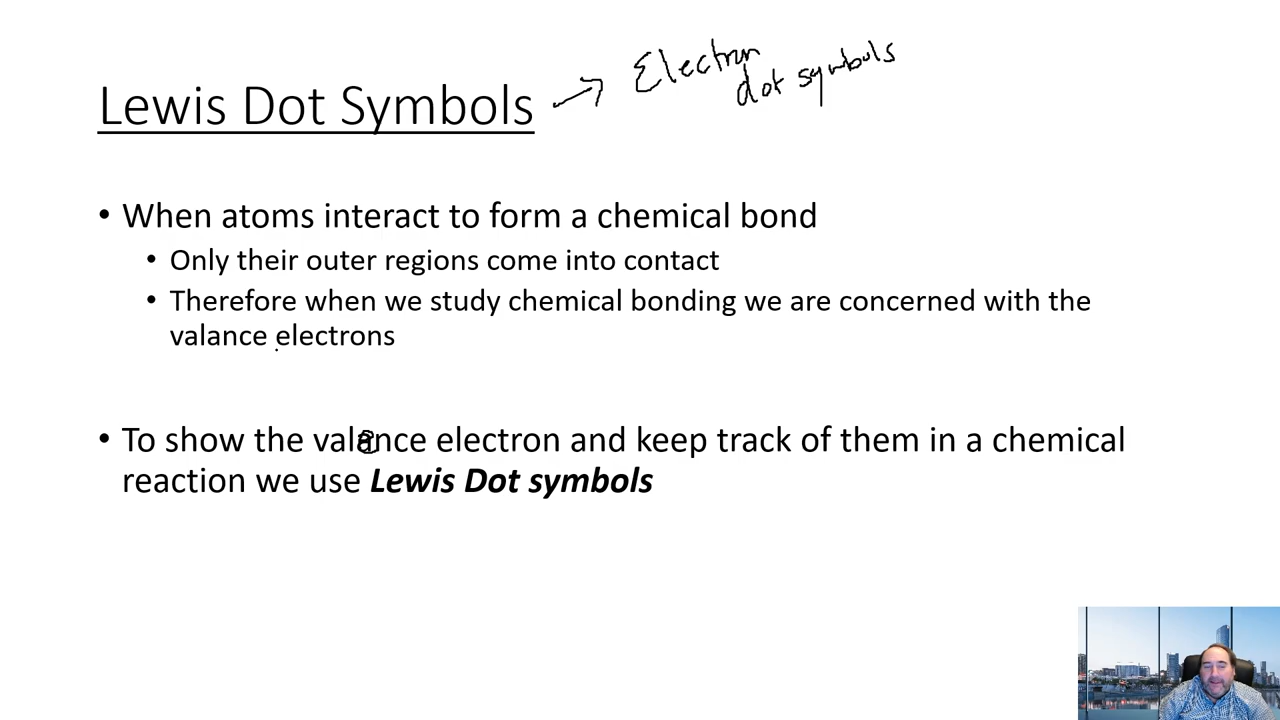 Lewis Dot Symbols → Electron
dot symbols
• When atoms interact to form a chemical bond
• Only their outer regions come into contact
• Therefore when we study chemical bonding we are concerned with the
valance electrons
• To show the valance electron and keep track of them in a chemical
reaction we use Lewis Dot symbols